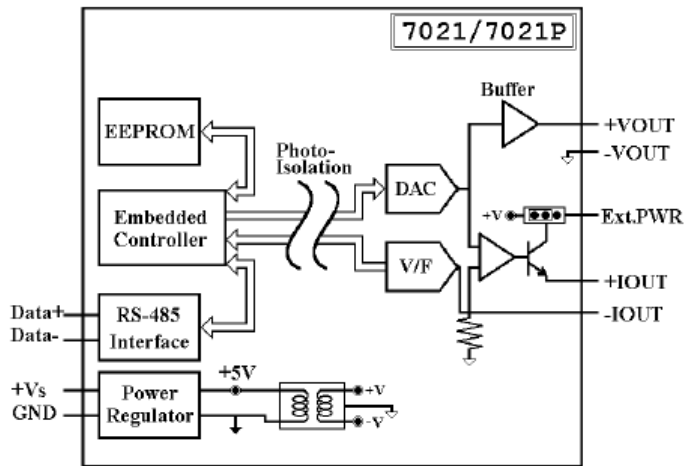 7021/7021P
Buffer
EEPROM
Photo-
Isolation
+VOUT
-VOUT
DAC
Embedded
Controller
+V
Ext.PWR
V/F
+IOUT
-IOUT
Data+
Data-
RS-485
Interface
+Vs
GND
Power
Regulator
+5V
+V
-V